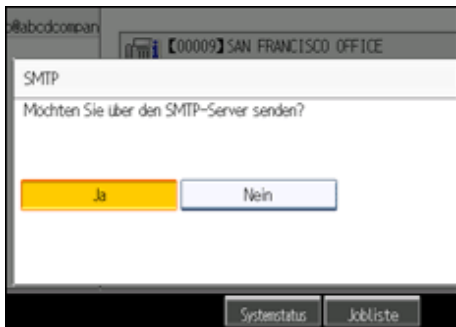 o@abcdcompan
【00009】SAN FRANCISCO OFFICE
SMTP
Möchten Sie über den SMTP-Server senden?
Ja
Nein
Systemstatus
Jobliste